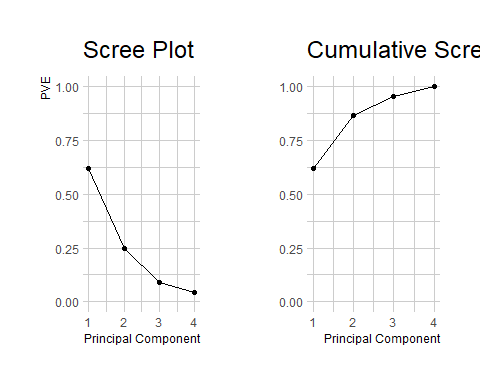 Scree Plot
PVE
1.00
0.75
0.50
0.25
0.00
1 2 3 4
Principal Component
Cumulative Scre
1.00
0.75
0.50
0.25
0.00
1 2 3 4
Principal Component